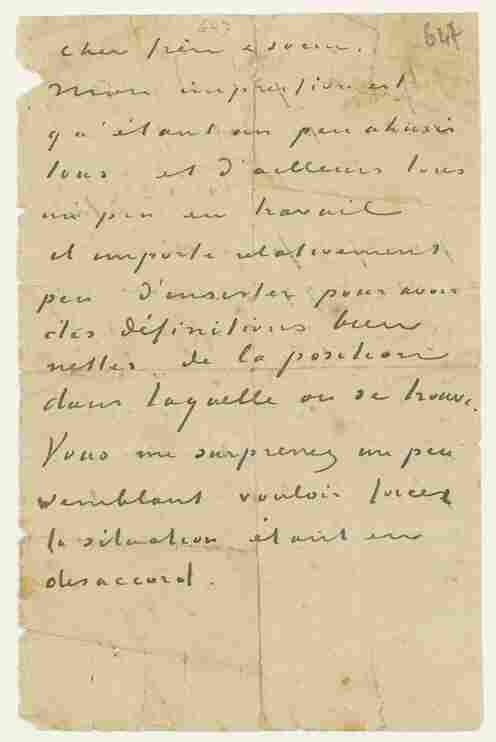 647
647
Cher frère & soeur.
Mon impression est
qu'étant un peu ahuris
tous et d'ailleurs tous
un peu en travail
il importe relativement
peu d'insister pour avoir
des définitions bien
nettes de la position
dans laquelle on se trouve.
Vous me surprenez un peu
semblant vouloir forcer
la situation étant en
desaccord.